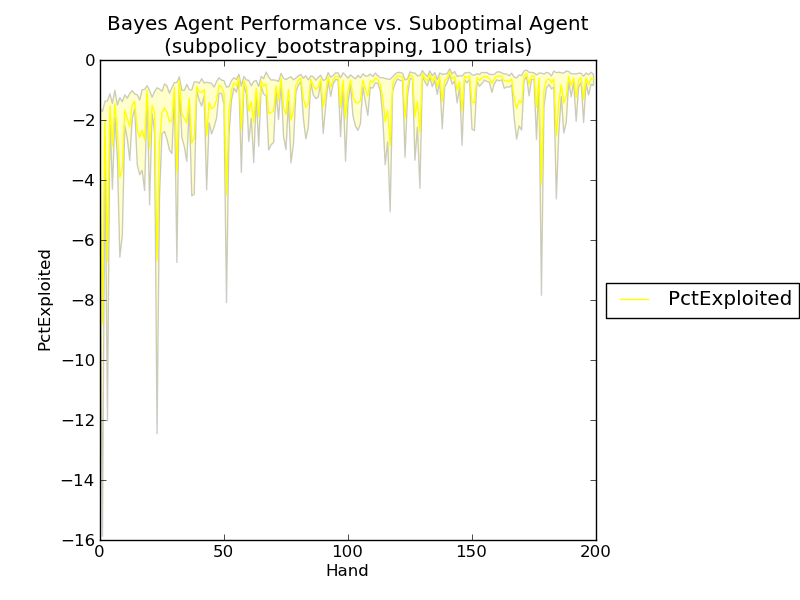 Bayes Agent Performance vs. Suboptimal Agent
(subpolicy_bootstrapping, 100 trials)
0
−2
−4
−6
−8
−10
−12
−14
−16
PctExploited
0 50 100 150 200
Hand
PctExploited